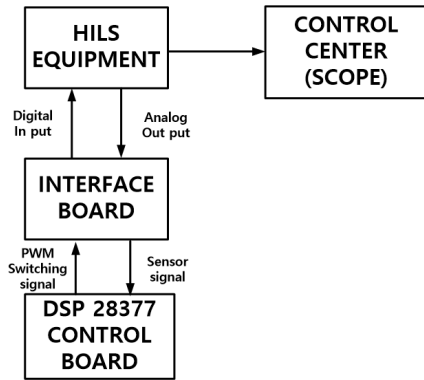 HILS
EQUIPMENT
CONTROL
CENTER
(SCOPE)
Digital
In put
Analog
Out put
INTERFACE
BOARD
PWM
Switching
signal
Sensor
signal
DSP 28377
CONTROL
BOARD